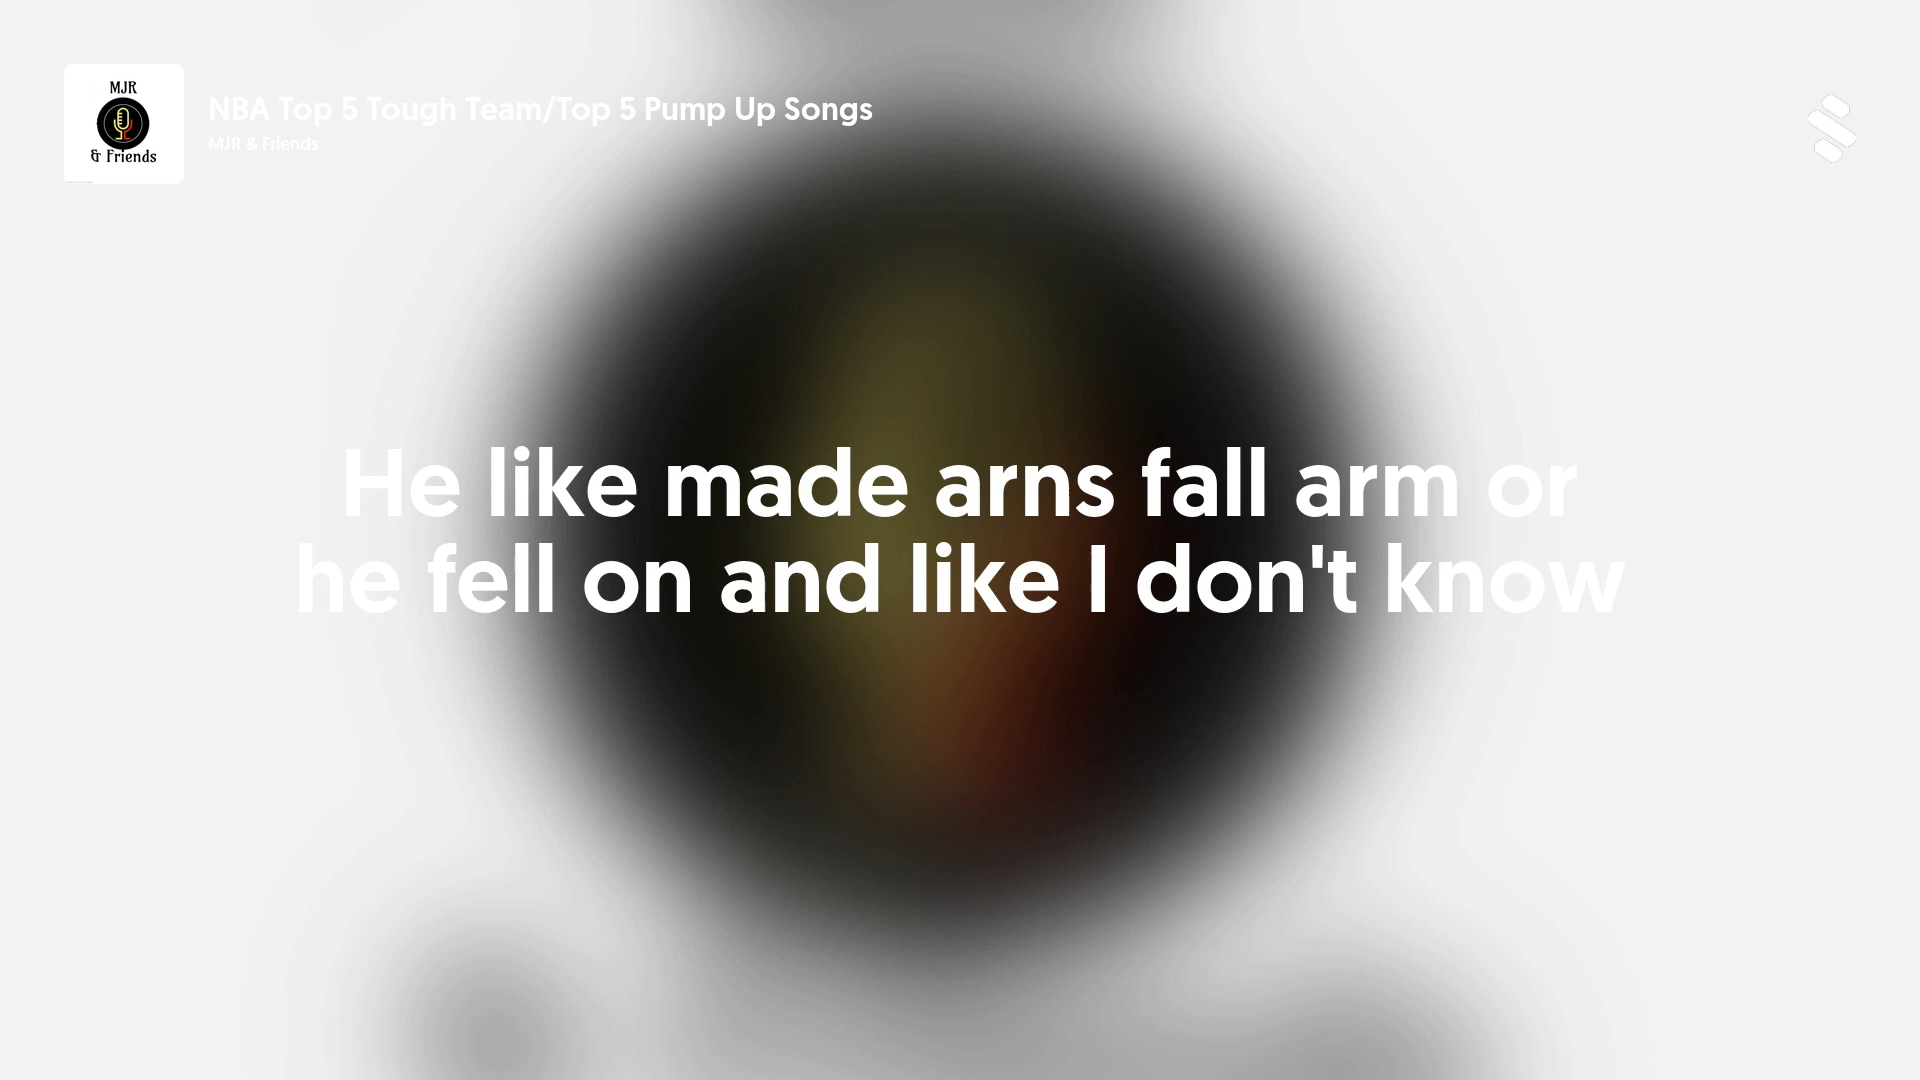 MJR
& Friends
NBA Top 5 Tough Team/Top 5 Pump Up Songs
MJR & Friends
He like made arns fall arm or
he fell on and like I don't know